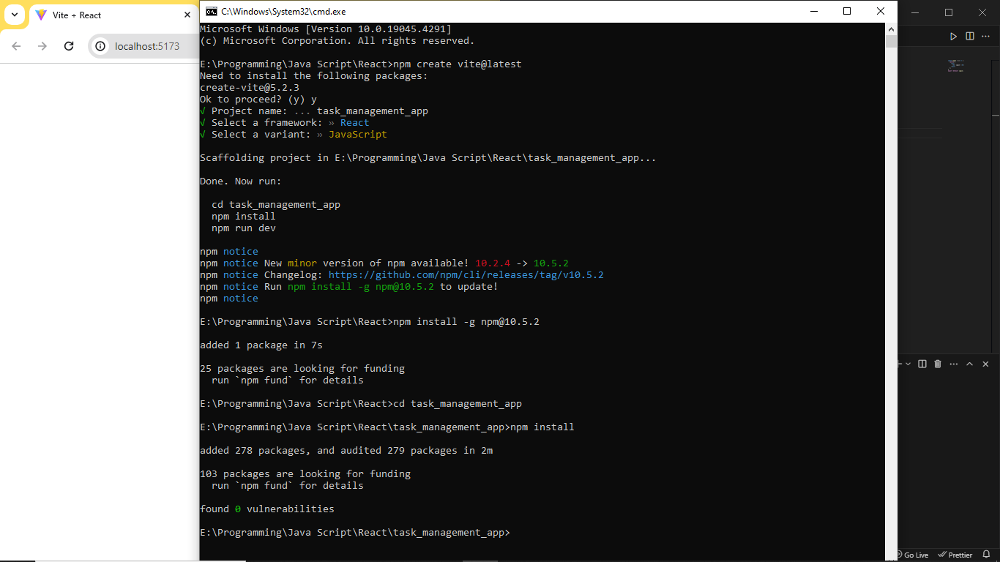 Vite + React
localhost:5173
C:\Windows\System32\cmd.exe
Microsoft Windows [Version 10.0.19045.4291]
(c) Microsoft Corporation. All rights reserved.
E:\Programming\Java Script\React>npm create vite@latest
Need to install the following packages:
create-vite@5.2.3
Ok to proceed? (y) y
√ Project name: ... task_management_app
√ Select a framework: » React
√ Select a variant: » JavaScript
Scaffolding project in E:\Programming\Java Script\React\task_management_app...
Done. Now run:
cd task_management_app
npm install
npm run dev
npm notice
npm notice New minor version of npm available! 10.2.4 -> 10.5.2
npm notice Changelog: https://github.com/npm/cli/releases/tag/v10.5.2
npm notice Run npm install -g npm@10.5.2 to update!
npm notice
E:\Programming\Java Script\React>npm install -g npm@10.5.2
added 1 package in 7s
25 packages are looking for funding
run `npm fund` for details
E:\Programming\Java Script\React>cd task_management_app
E:\Programming\Java Script\React\task_management_app>npm install
added 278 packages, and audited 279 packages in 2m
103 packages are looking for funding
run `npm fund` for details
found 0 vulnerabilities
E:\Programming\Java Script\React\task_management_app>
Go Live
Prettier